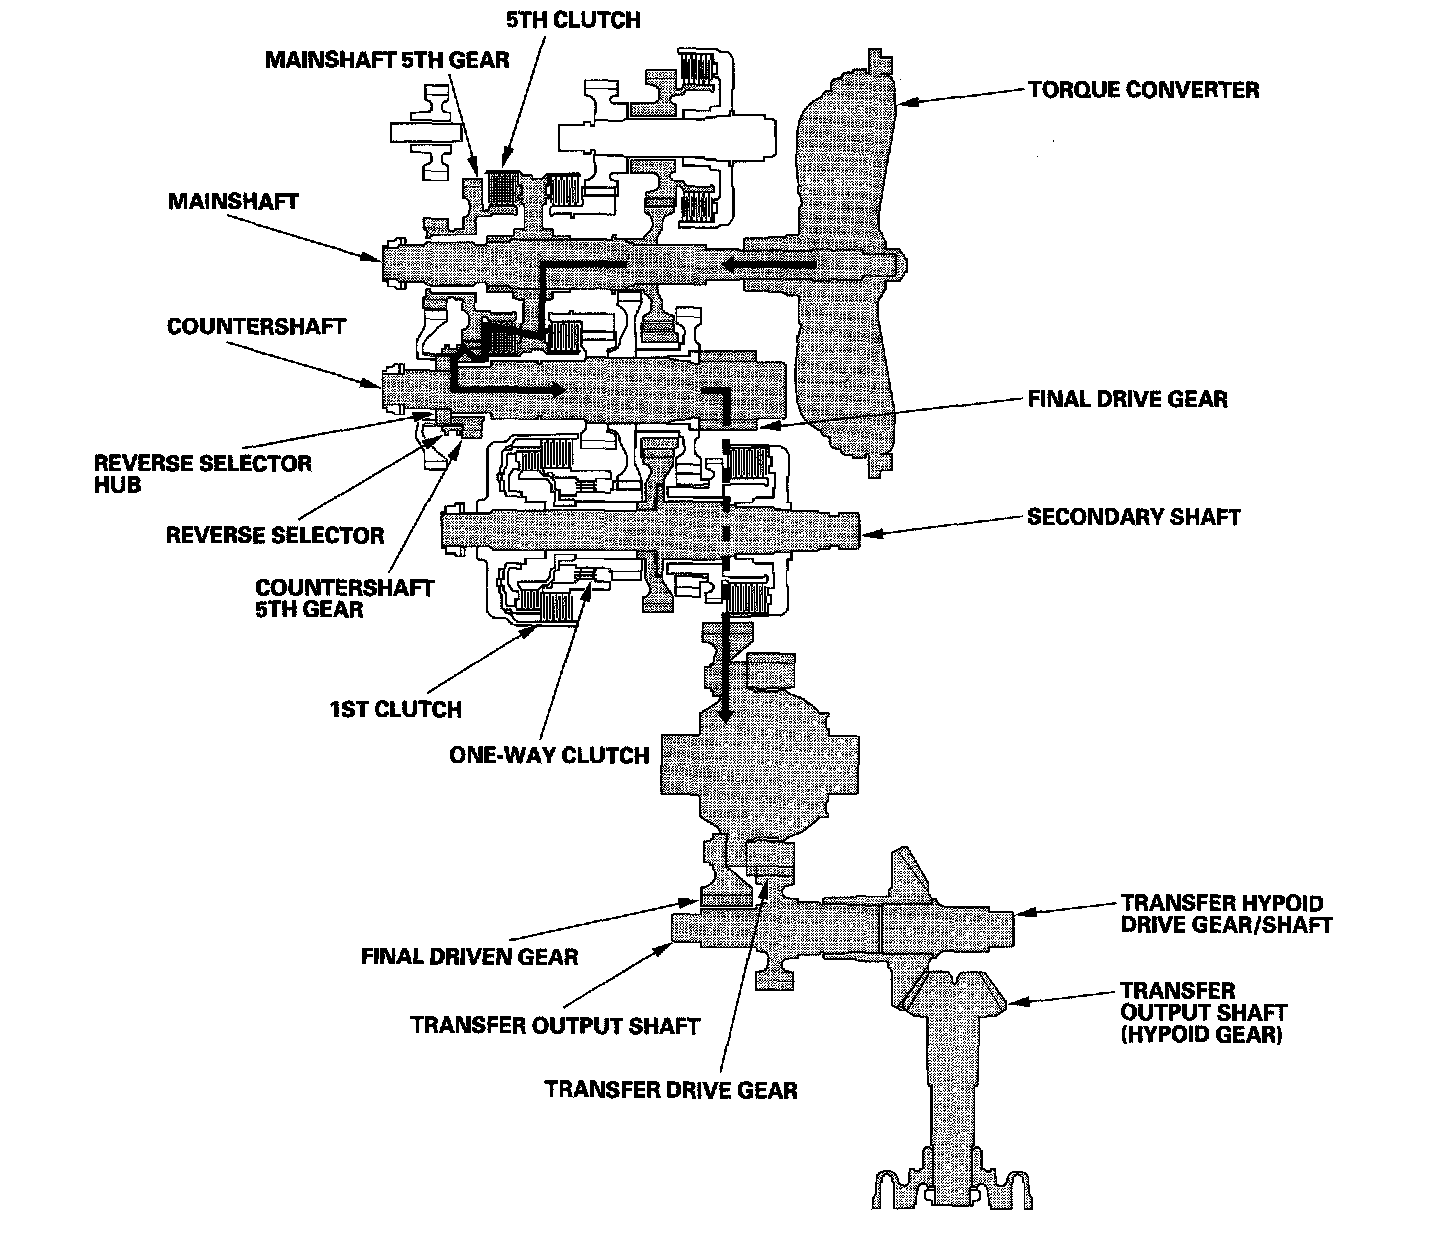 5TH CLUTCH
MAINSHAFT 5TH GEAR
TORQUE CONVERTER
MAINSHAFT
COUNTERSHAFT
FINAL DRIVE GEAR
REVERSE SELECTOR
HUB
REVERSE SELECTOR
SECONDARY SHAFT
COUNTERSHAFT
5TH GEAR
1ST CLUTCH
ONE-WAY CLUTCH
TRANSFER HYPOID
DRIVE GEAR/SHAFT
FINAL DRIVEN GEAR
TRANSFER
OUTPUT SHAFT
(HYPOID GEAR)
TRANSFER OUTPUT SHAFT
TRANSFER DRIVE GEAR